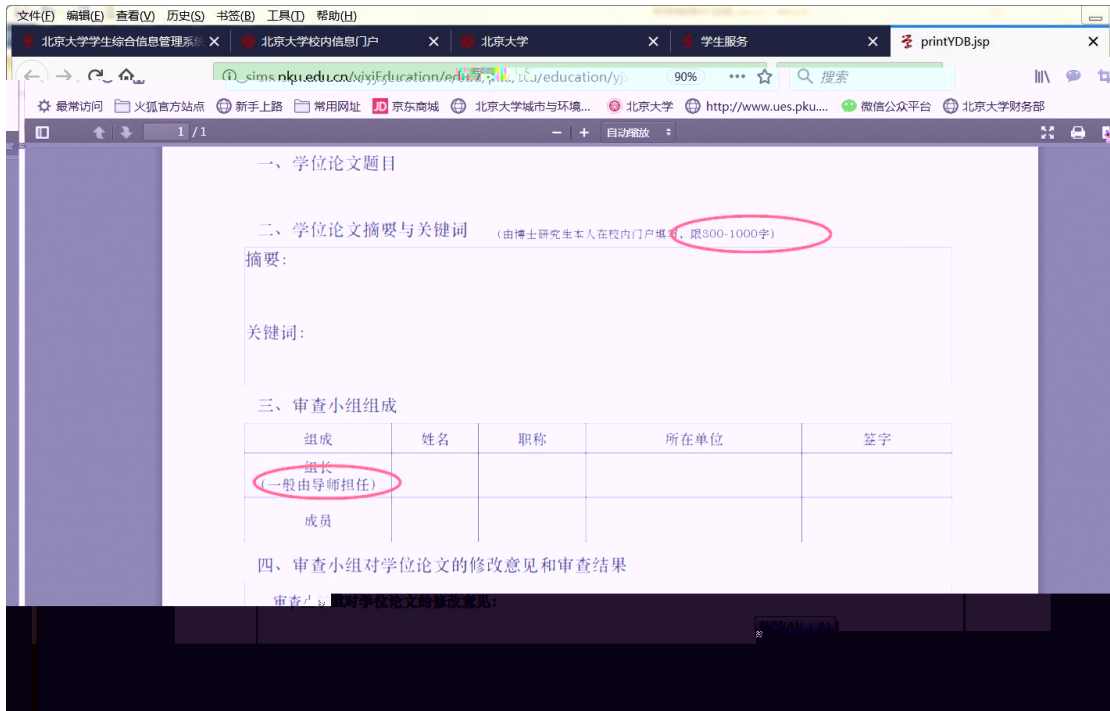 文件(F) 编辑(E) 查看(V) 历史(S) 书签(B) 工具(T) 帮助(H)
北京大学学生综合信息管理系统 北京大学校内信息门户 北京大学 学生服务 printYDB.jsp
90% 搜索
最常访问 火狐官方站点 新手上路 常用网址 JD 京东商城 北京大学城市与环境... 北京大学 http://www.ues.pku.... 微信公众平台 北京大学财务部
1 / 1 自动缩放
一、学位论文题目
二、学位论文摘要与关键词 (由博士研究生本人在校内门户填写，限800-1000字)
摘要:
关键词:
三、审查小组组成
组成 姓名 职称 所在单位 签字
组长
(一般由导师担任)
成员
四、审查小组对学位论文的修改意见和审查结果
审查小组对学位论文的修改意见: